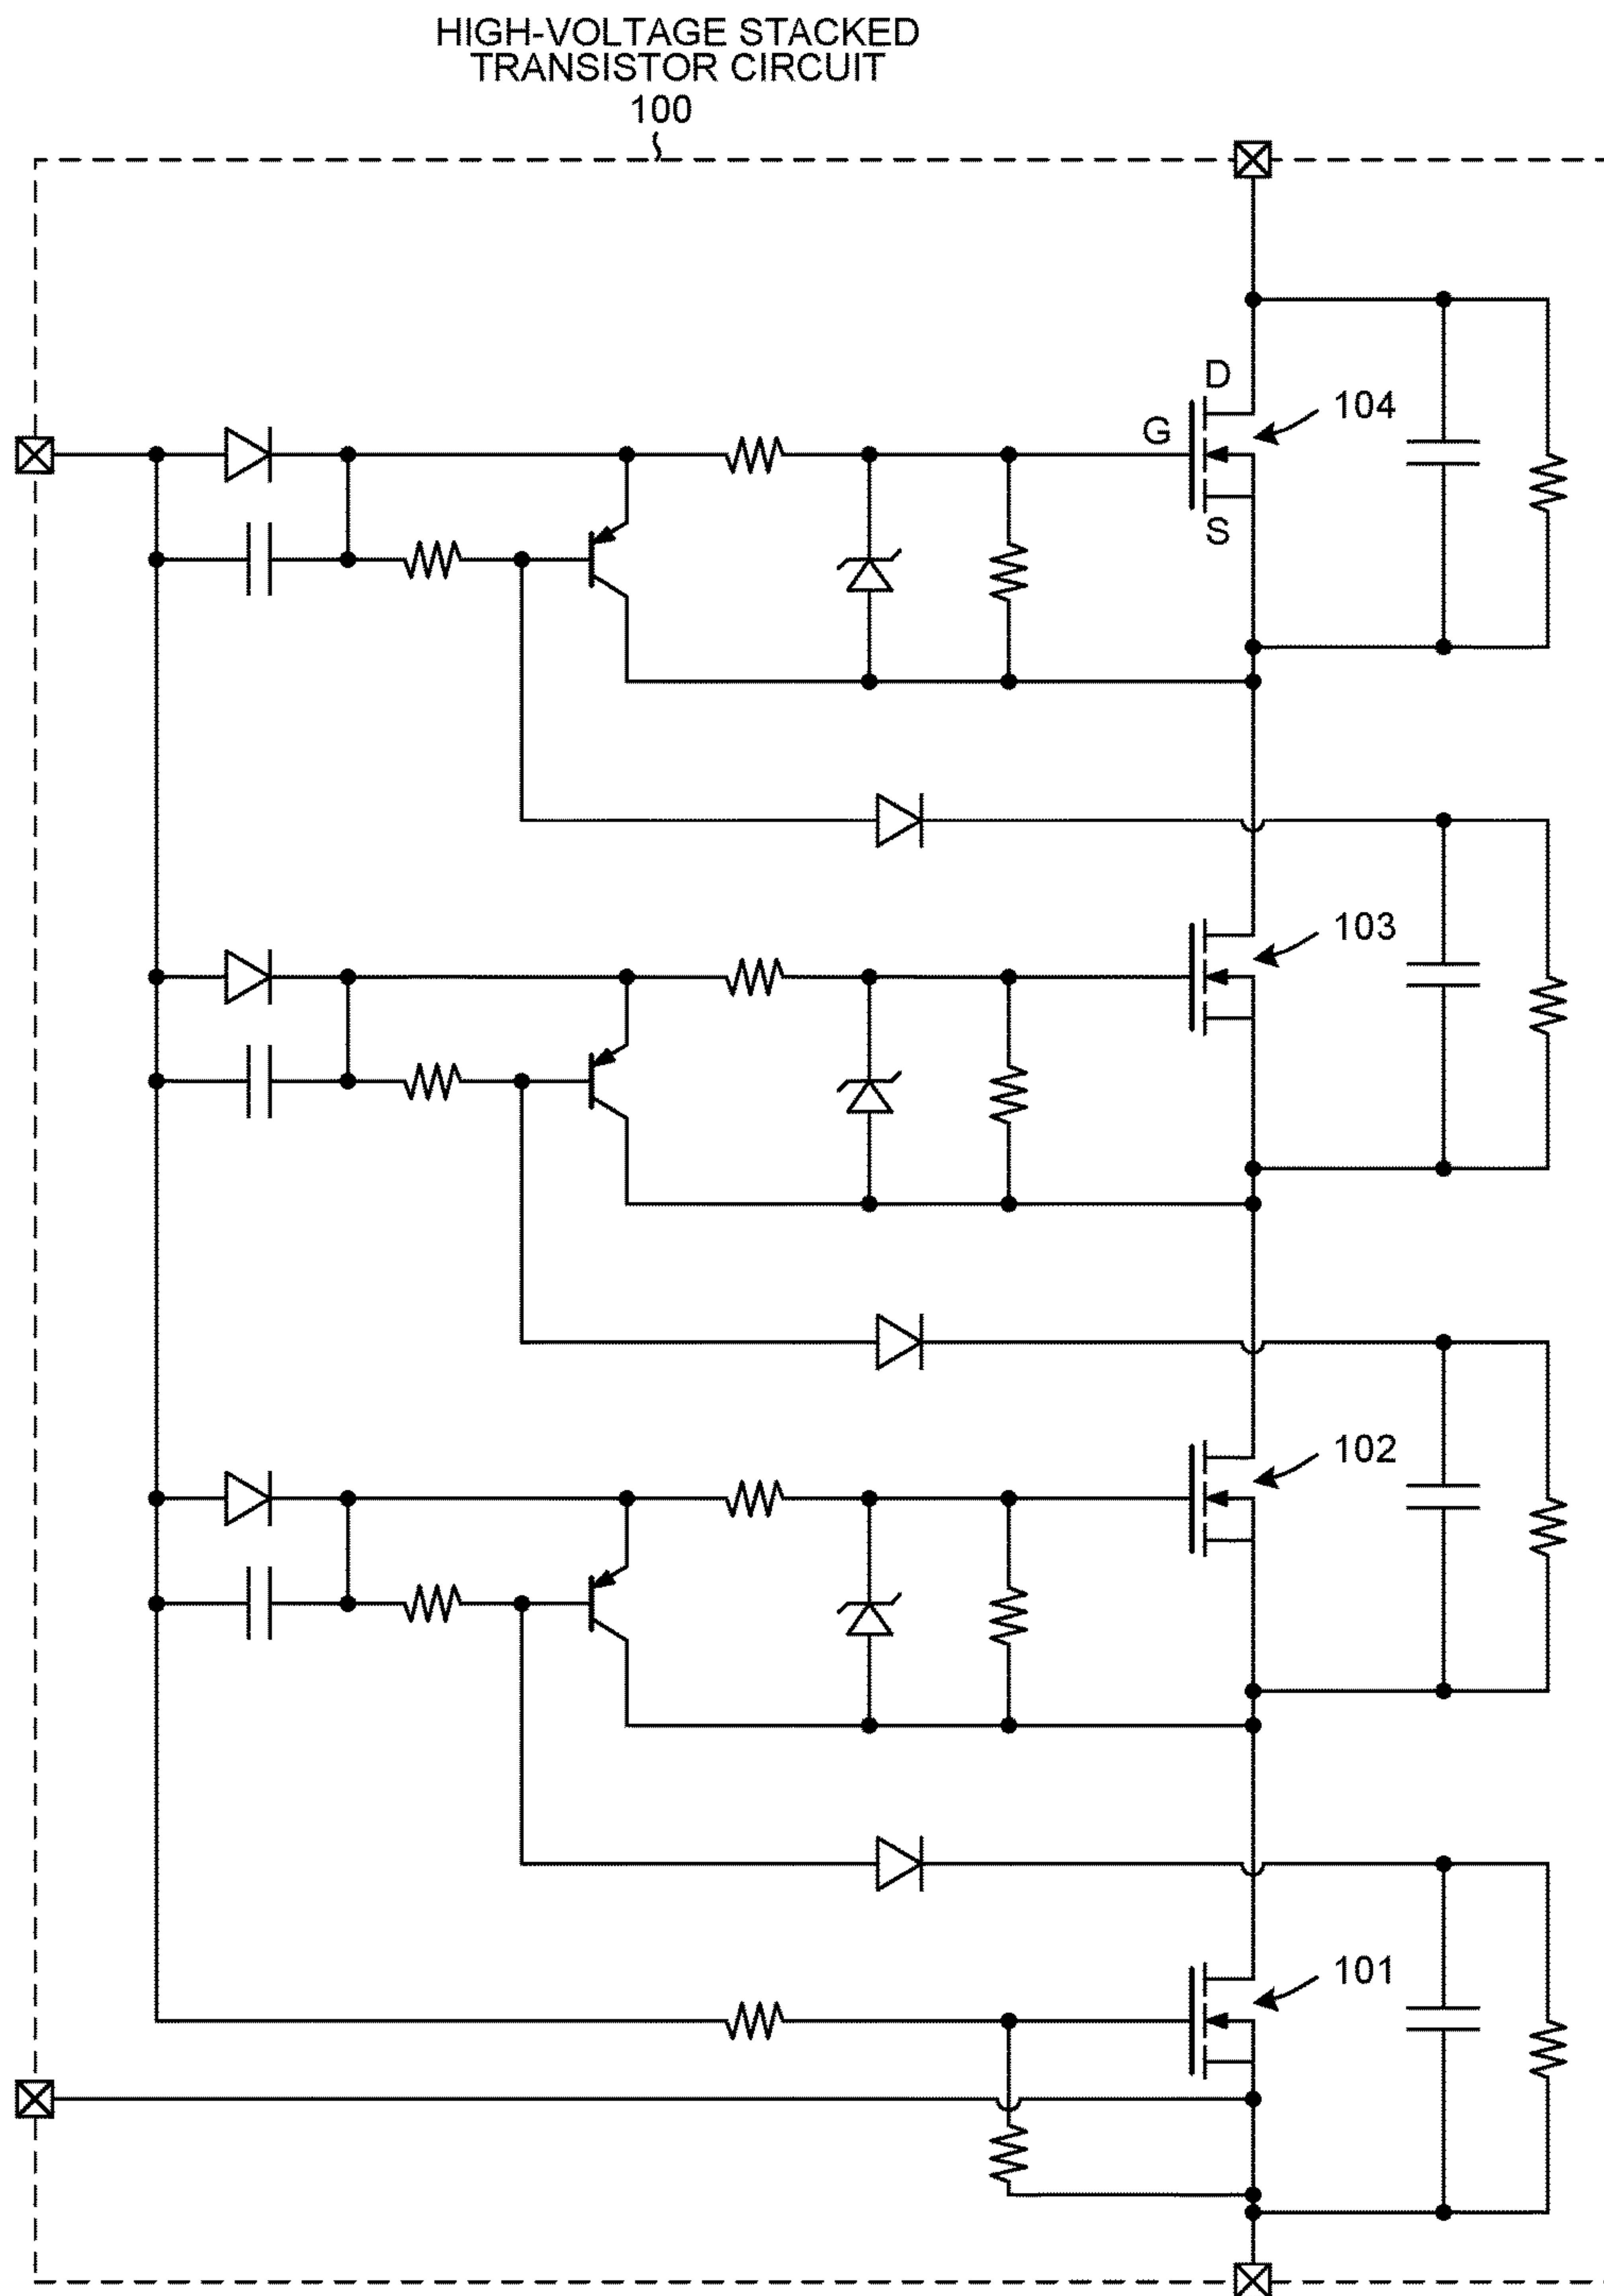 HIGH-VOLTAGE STACKED
TRANSISTOR CIRCUIT
100
D
104
G
S
103
102
101